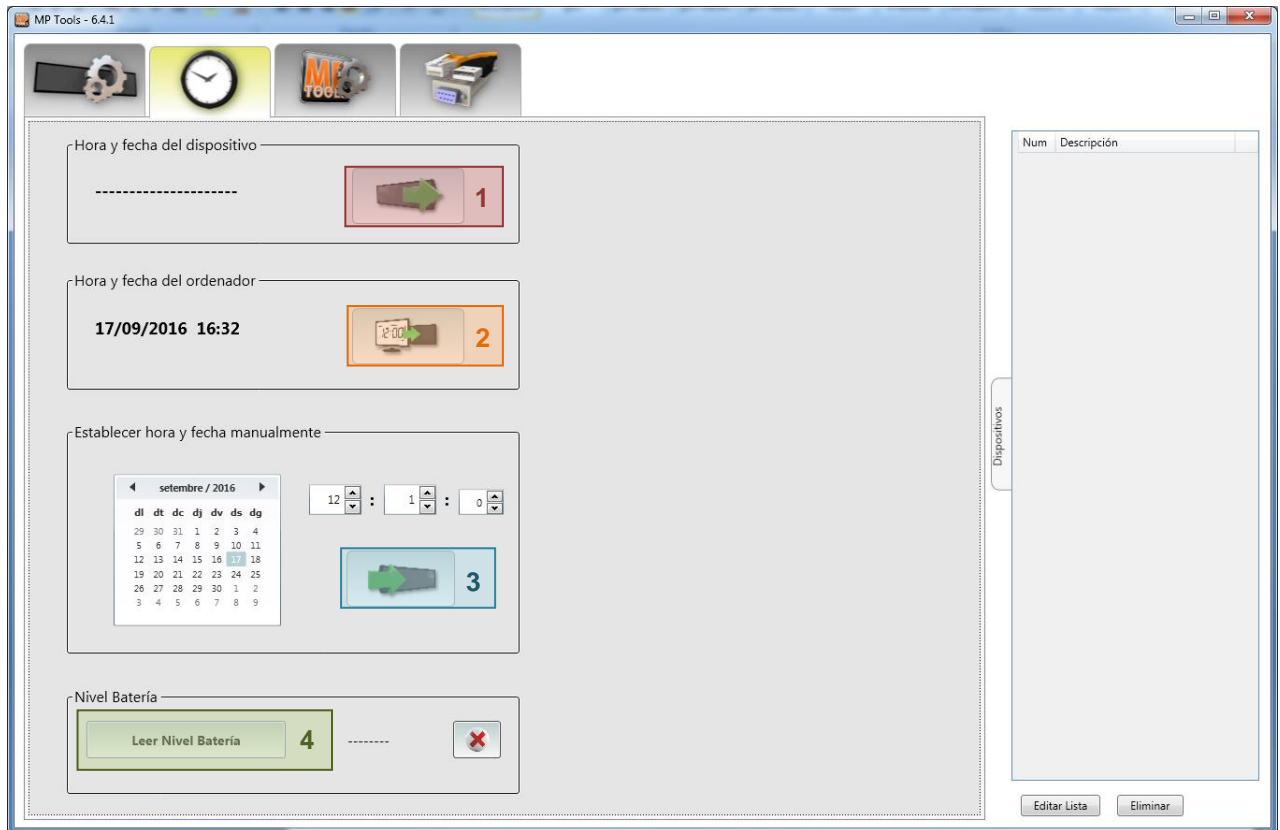 MP Tools - 6.4.1
MP
TOOLS
Hora y fecha del dispositivo
---------------------
1
Hora y fecha del ordenador
17/09/2016 16:32
12:00
2
Establecer hora y fecha manualmente
setembre / 2016
dl dt dc dj dv ds dg
29 30 31 1 2 3 4
5 6 7 8 9 10 11
12 13 14 15 16 17 18
19 20 21 22 23 24 25
26 27 28 29 30 1 2
3 4 5 6 7 8 9
12 : 1 : 0
3
Nivel Batería
Leer Nivel Batería
4
--------
Num Descripción
Dispositivos
Editar Lista Eliminar